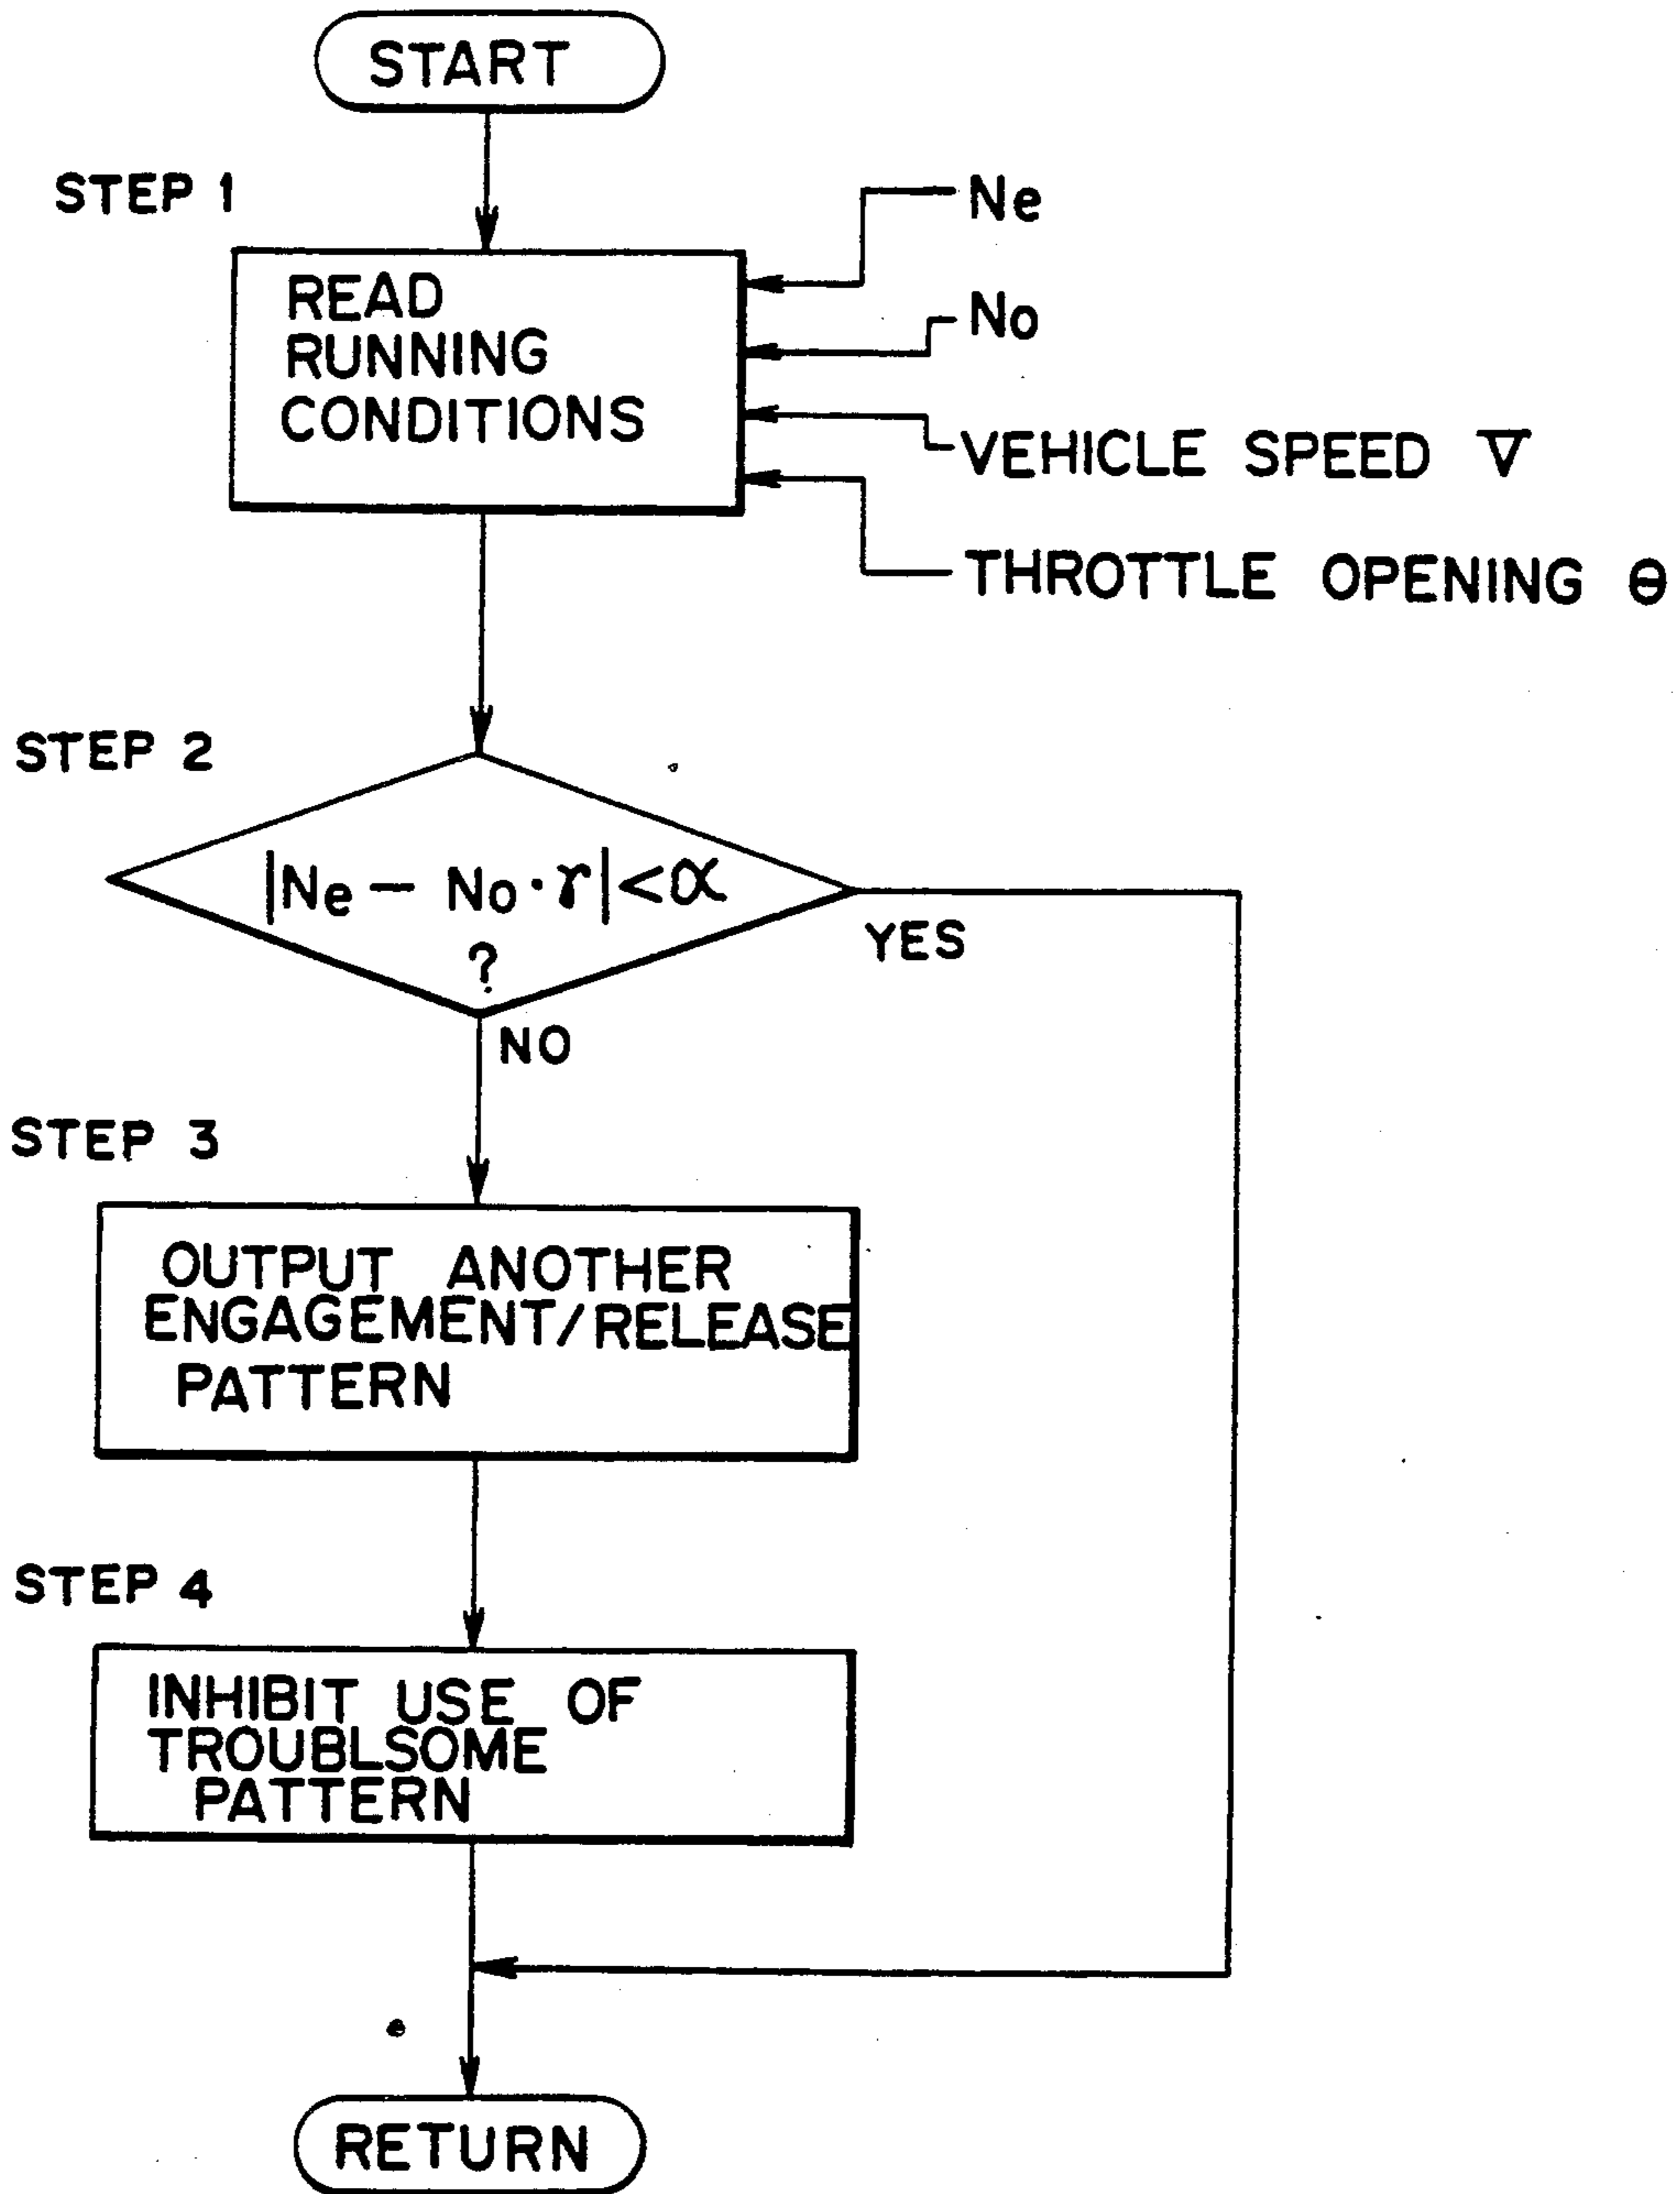 START
STEP 1
Ne
READ
RUNNING
CONDITIONS
No
VEHICLE SPEED V
THROTTLE OPENING θ
STEP 2
|Ne − No·γ|<α
?
YES
NO
STEP 3
OUTPUT ANOTHER
ENGAGEMENT/RELEASE
PATTERN
STEP 4
INHIBIT USE OF
TROUBLSOME
PATTERN
RETURN